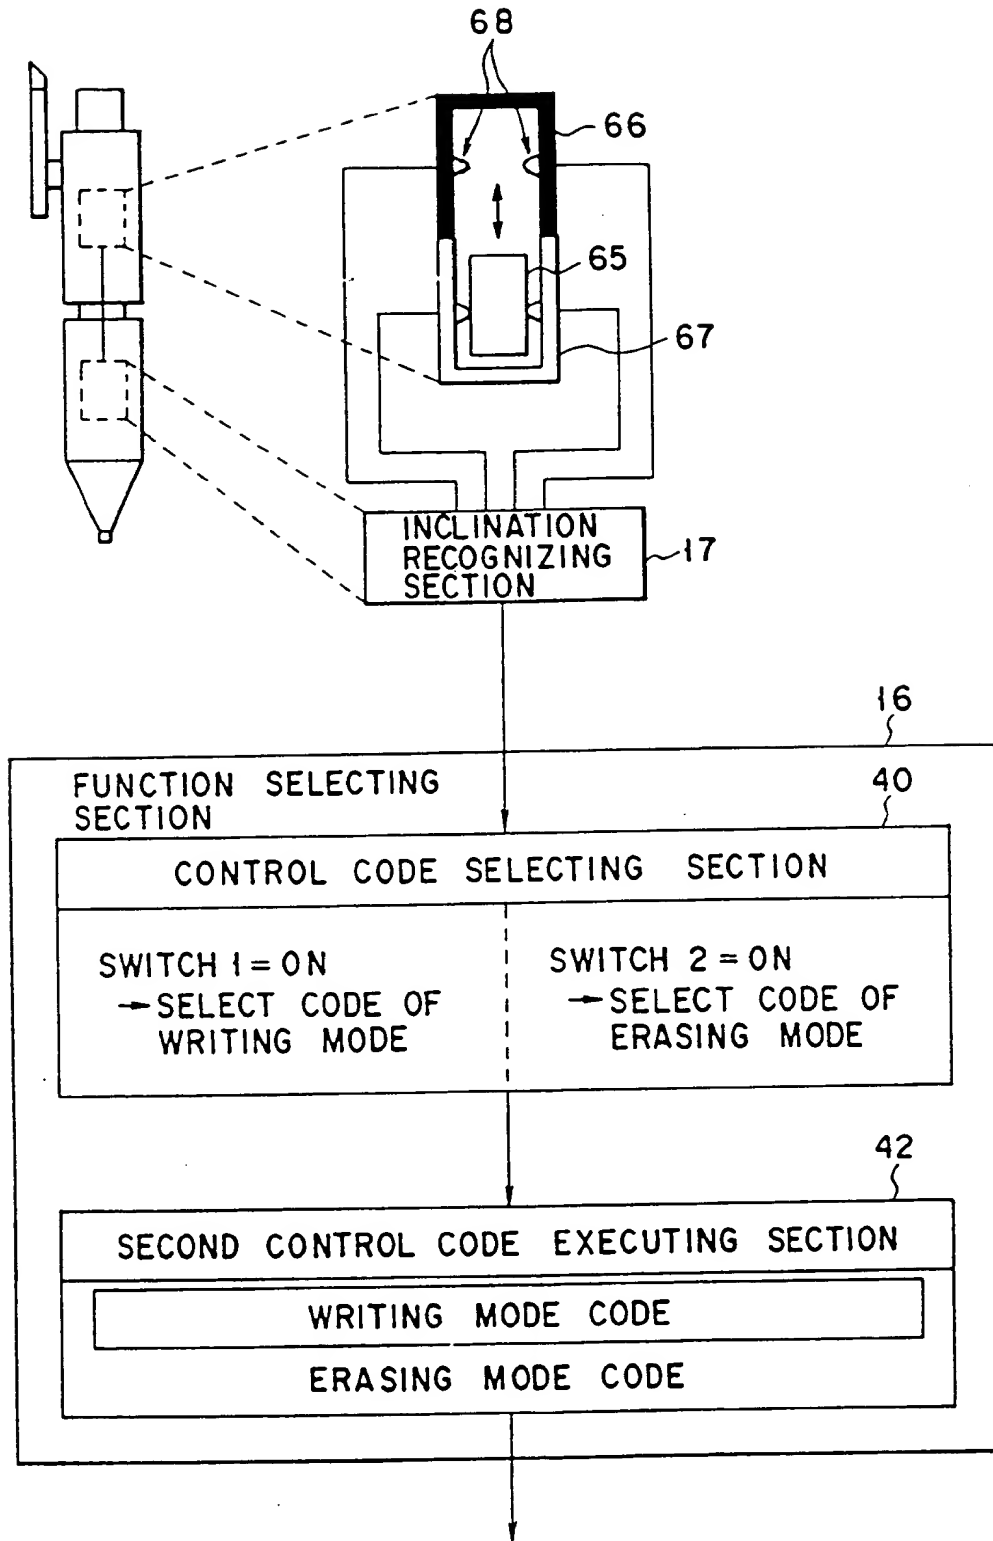 68
66
65
67
INCLINATION
RECOGNIZING
SECTION
17
16
FUNCTION SELECTING
SECTION
40
CONTROL CODE SELECTING SECTION
SWITCH 1 = ON
→ SELECT CODE OF
WRITING MODE
SWITCH 2 = ON
→ SELECT CODE OF
ERASING MODE
42
SECOND CONTROL CODE EXECUTING SECTION
WRITING MODE CODE
ERASING MODE CODE